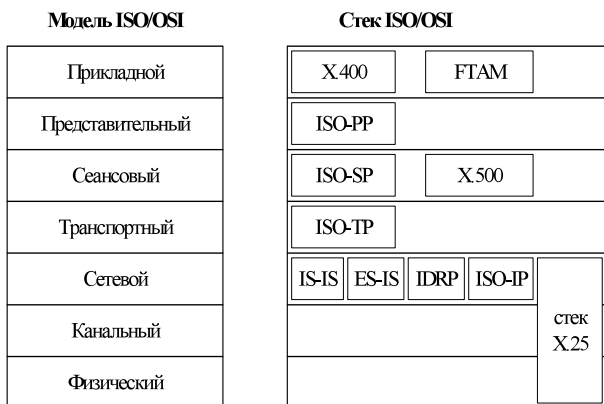 Модель ISO/OSI Стек ISO/OSI
Прикладной X.400 FTAM
Представительный ISO-PP
Сеансовый ISO-SP X.500
Транспортный ISO-TP
Сетевой IS-IS ES-IS IDRP ISO-IP
Канальный стек
X.25
Физический